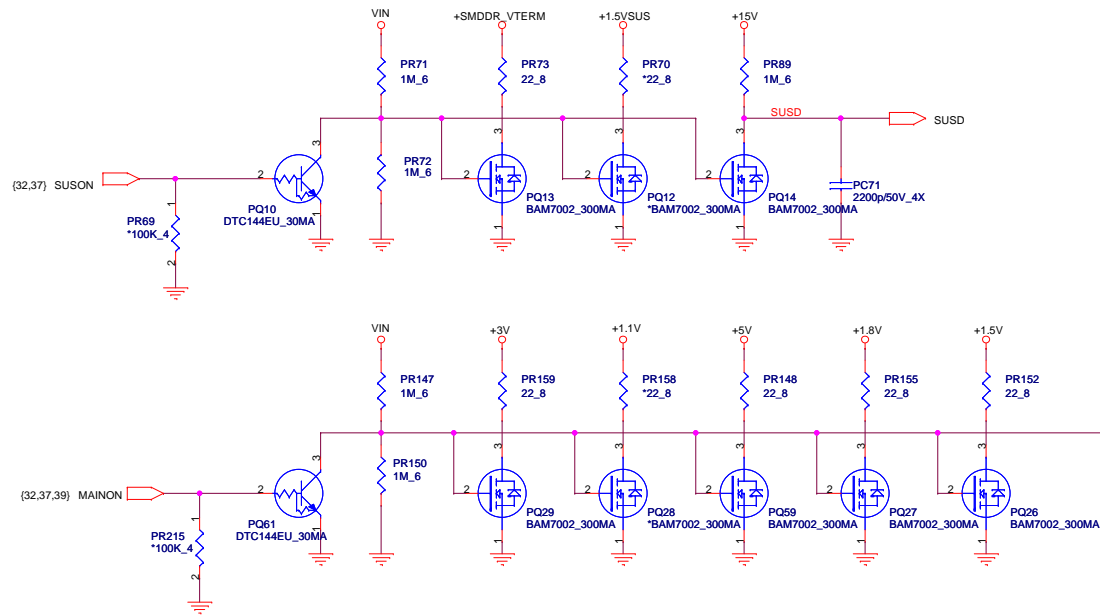 VIN
+SMDDR_VTERM
+1.5VSUS
+15V
PR71
1M_6
PR73
22_8
PR70
*22_8
PR89
1M_6
SUSD
SUSD
{32,37} SUSON
2
3
1
PQ10
DTC144EU_30MA
PR72
1M_6
2
3
1
PQ13
BAM7002_300MA
2
3
1
PQ12
*BAM7002_300MA
2
3
1
PQ14
BAM7002_300MA
PC71
2200p/50V_4X
1
PR69
*100K_4
2
VIN
+3V
+1.1V
+5V
+1.8V
+1.5V
PR147
1M_6
PR159
22_8
PR158
*22_8
PR148
22_8
PR155
22_8
PR152
22_8
{32,37,39} MAINON
2
3
1
PQ61
DTC144EU_30MA
PR150
1M_6
2
3
1
PQ29
BAM7002_300MA
2
3
1
PQ28
*BAM7002_300MA
2
3
1
PQ59
BAM7002_300MA
2
3
1
PQ27
BAM7002_300MA
2
3
1
PQ26
BAM7002_300MA
1
PR215
*100K_4
2